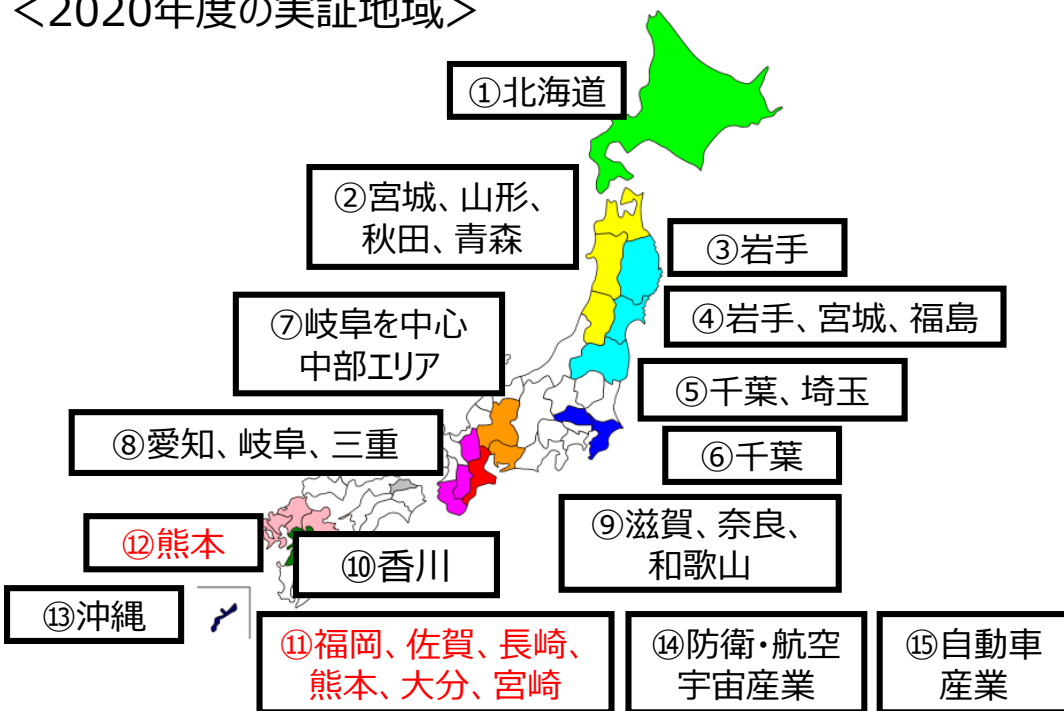 <2020年度の実証地域>
①北海道
②宮城、山形、
秋田、青森
③岩手
④岩手、宮城、福島
⑦岐阜を中心
中部エリア
⑤千葉、埼玉
⑧愛知、岐阜、三重
⑥千葉
⑨滋賀、奈良、
和歌山
⑫熊本
⑩香川
⑬沖縄
⑪福岡、佐賀、長崎、
熊本、大分、宮崎
⑭防衛・航空
宇宙産業
⑮自動車
産業